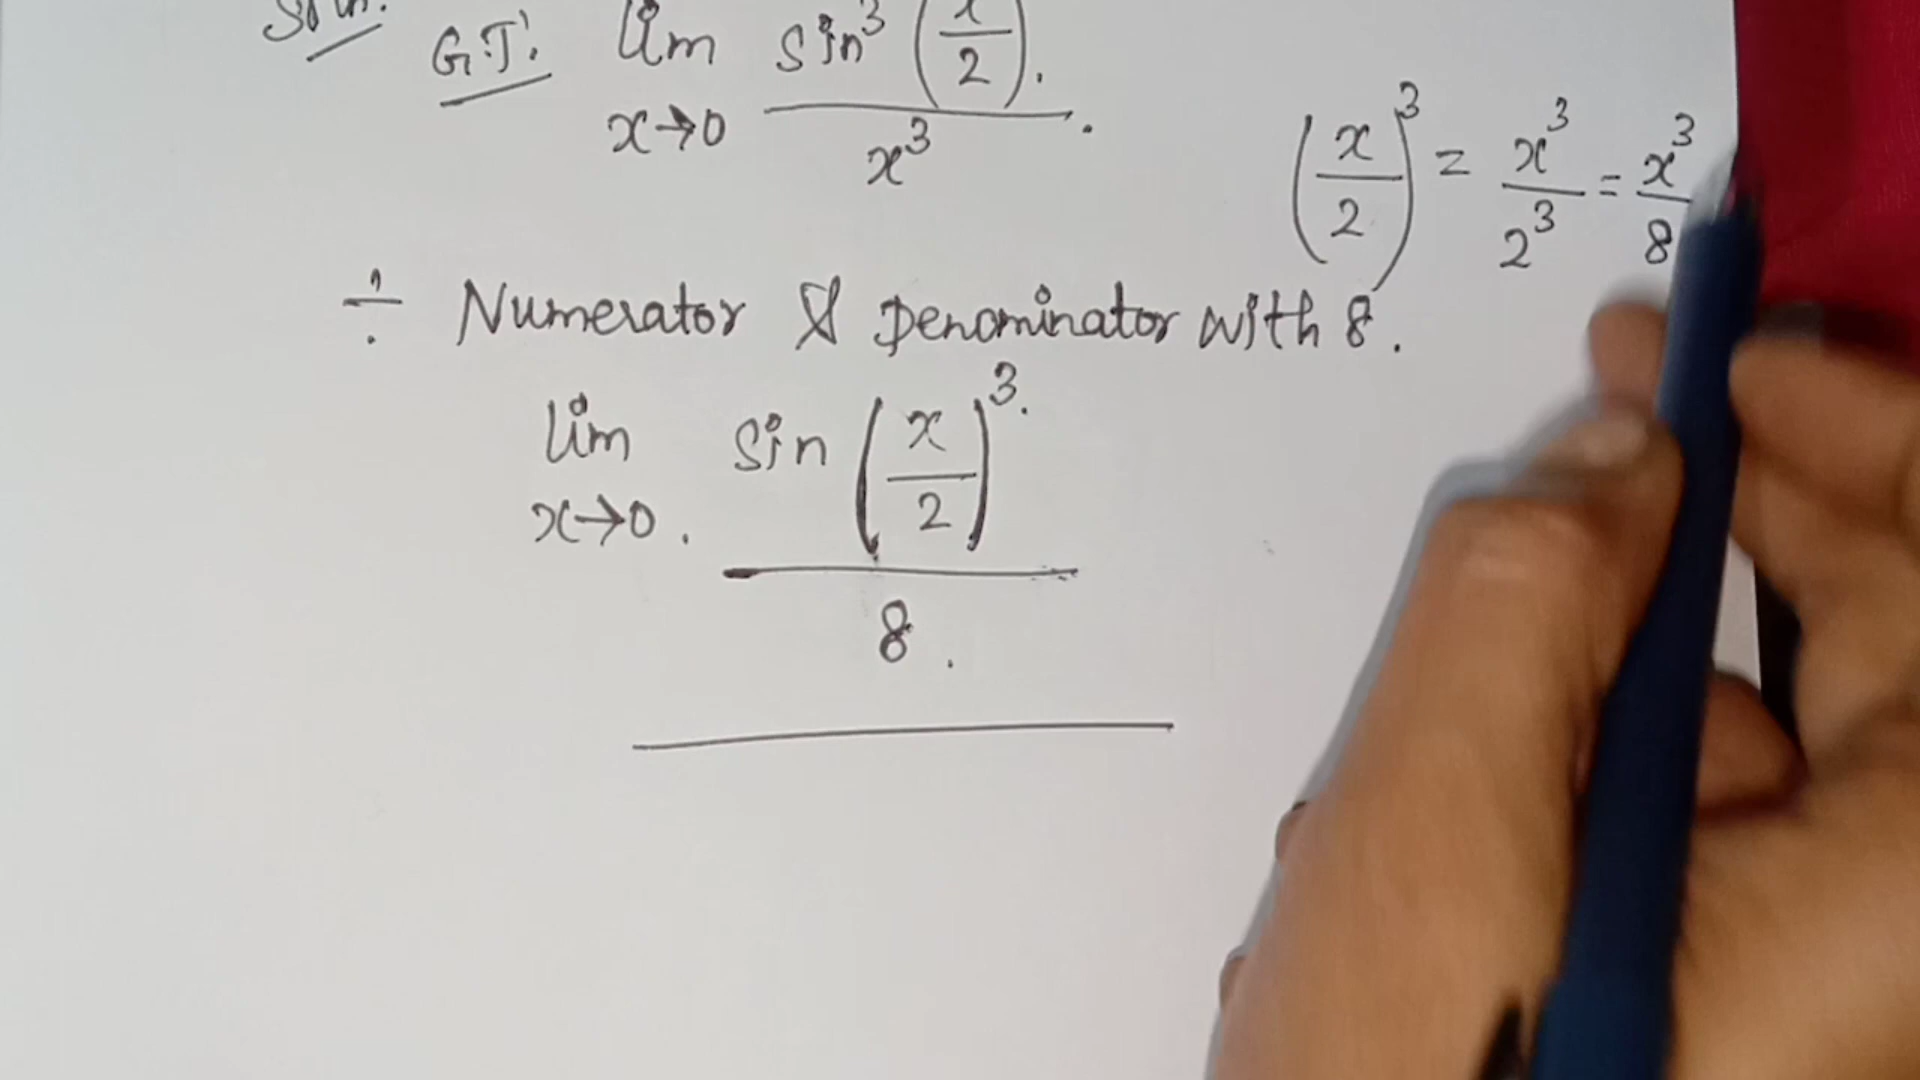 Soln.
G.T. lim x→0 sin³(x/2). / x³.
(x/2)³ = x³/2³ = x³/8
÷ Numerator & Denominator with 8.
lim x→0. sin(x/2)³. / 8.